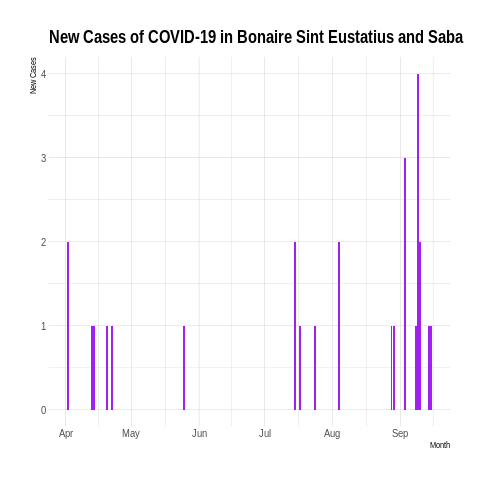 New Cases of COVID-19 in Bonaire Sint Eustatius and Saba
New Cases
4
3
2
1
0
Apr May Jun Jul Aug Sep
Month